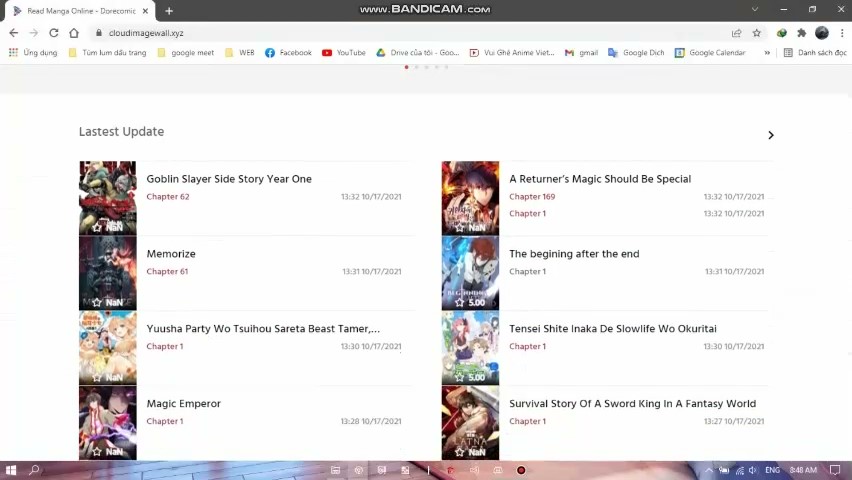 www.BANDICAM.com
Read Manga Online - Dorecomic
cloudimagewall.xyz
Ứng dụng
Tùm lum dấu trang
google meet
WEB
Facebook
YouTube
Drive của tôi - Goo...
Vui Ghê Anime Viet...
gmail
Google Dịch
Google Calendar
Danh sách đọc
Lastest Update
Goblin Slayer Side Story Year One
Chapter 62 13:32 10/17/2021
NaN
A Returner's Magic Should Be Special
Chapter 169 13:32 10/17/2021
Chapter 1 13:32 10/17/2021
NaN
Memorize
Chapter 61 13:31 10/17/2021
NaN
The begining after the end
Chapter 1 13:31 10/17/2021
5.00
Yuusha Party Wo Tsuihou Sareta Beast Tamer,...
Chapter 1 13:30 10/17/2021
NaN
Tensei Shite Inaka De Slowlife Wo Okuritai
Chapter 1 13:30 10/17/2021
5.00
Magic Emperor
Chapter 1 13:28 10/17/2021
NaN
Survival Story Of A Sword King In A Fantasy World
Chapter 1 13:27 10/17/2021
NaN
ENG
8:48 AM